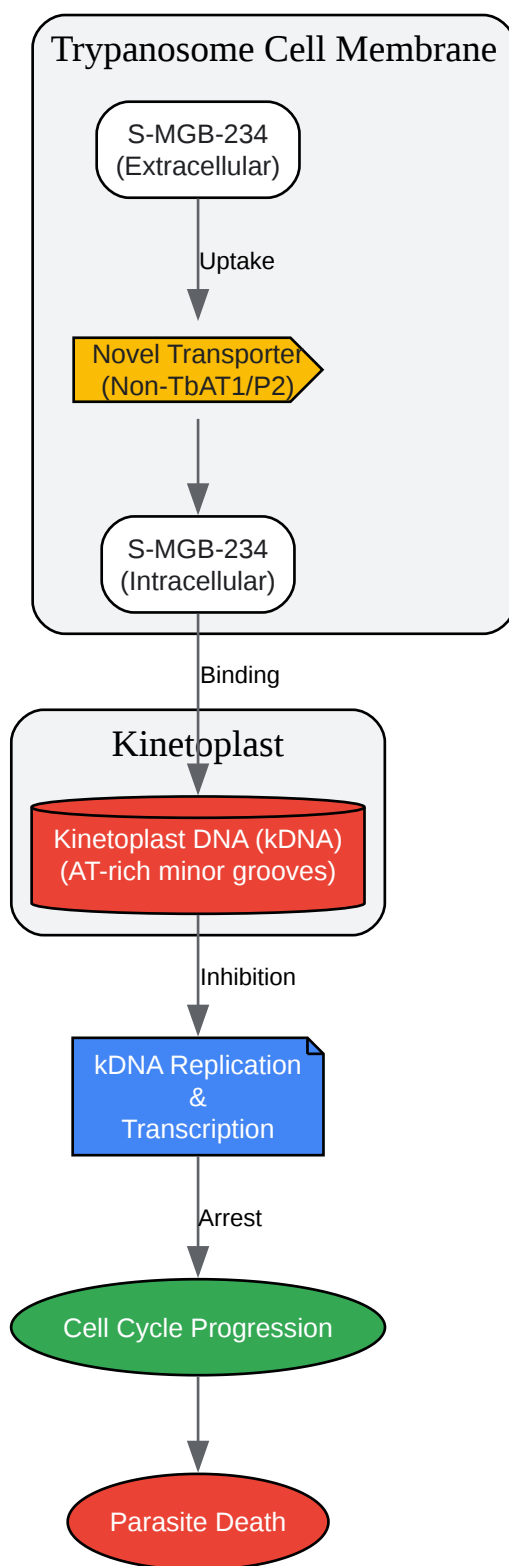 Trypanosome Cell Membrane
S-MGB-234
(Extracellular)
Uptake
Novel Transporter
(Non-TbAT1/P2)
S-MGB-234
(Intracellular)
Binding
Kinetoplast
Kinetoplast DNA (kDNA)
(AT-rich minor grooves)
Inhibition
kDNA Replication
&
Transcription
Arrest
Cell Cycle Progression
Parasite Death